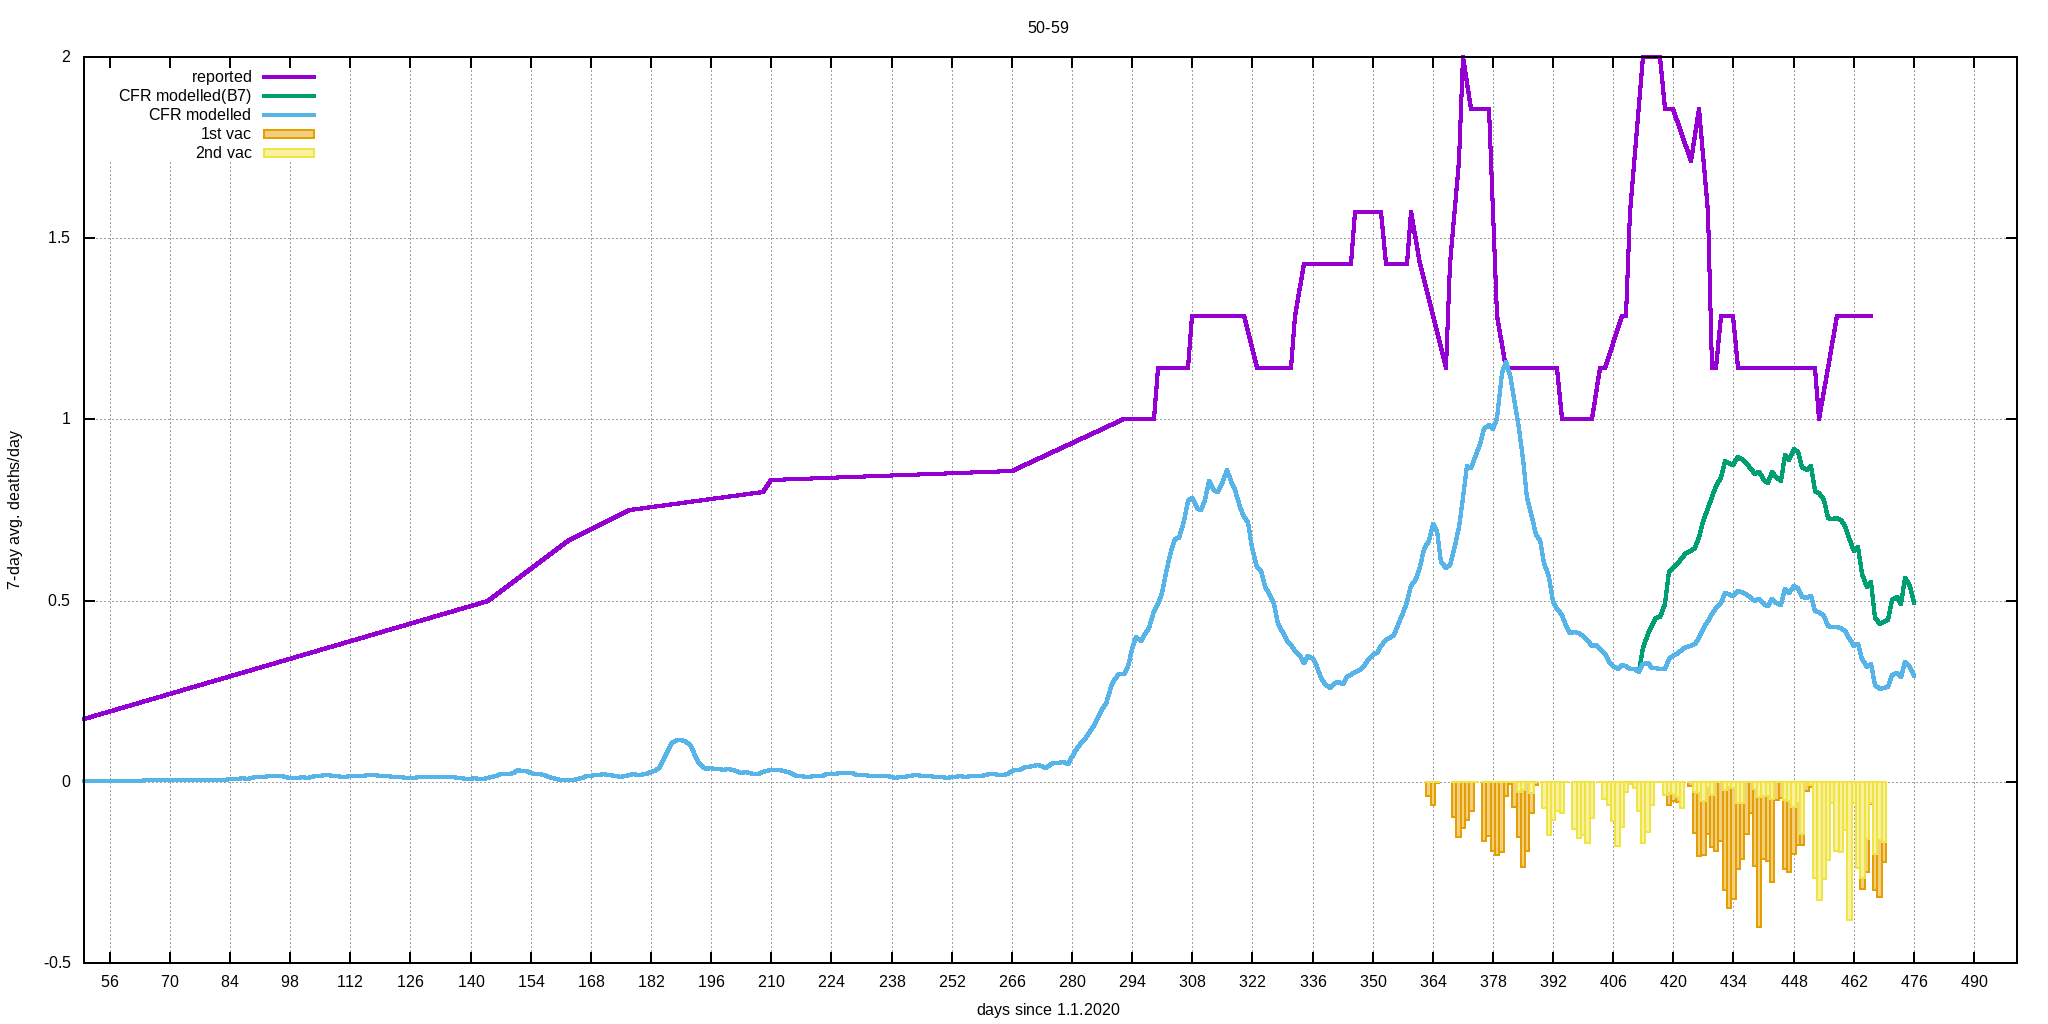 50-59
reported
CFR modelled(B7)
CFR modelled
1st vac
2nd vac
2
1.5
1
0.5
0
-0.5
7-day avg. deaths/day
56 70 84 98 112 126 140 154 168 182 196 210 224 238 252 266 280 294 308 322 336 350 364 378 392 406 420 434 448 462 476 490
days since 1.1.2020